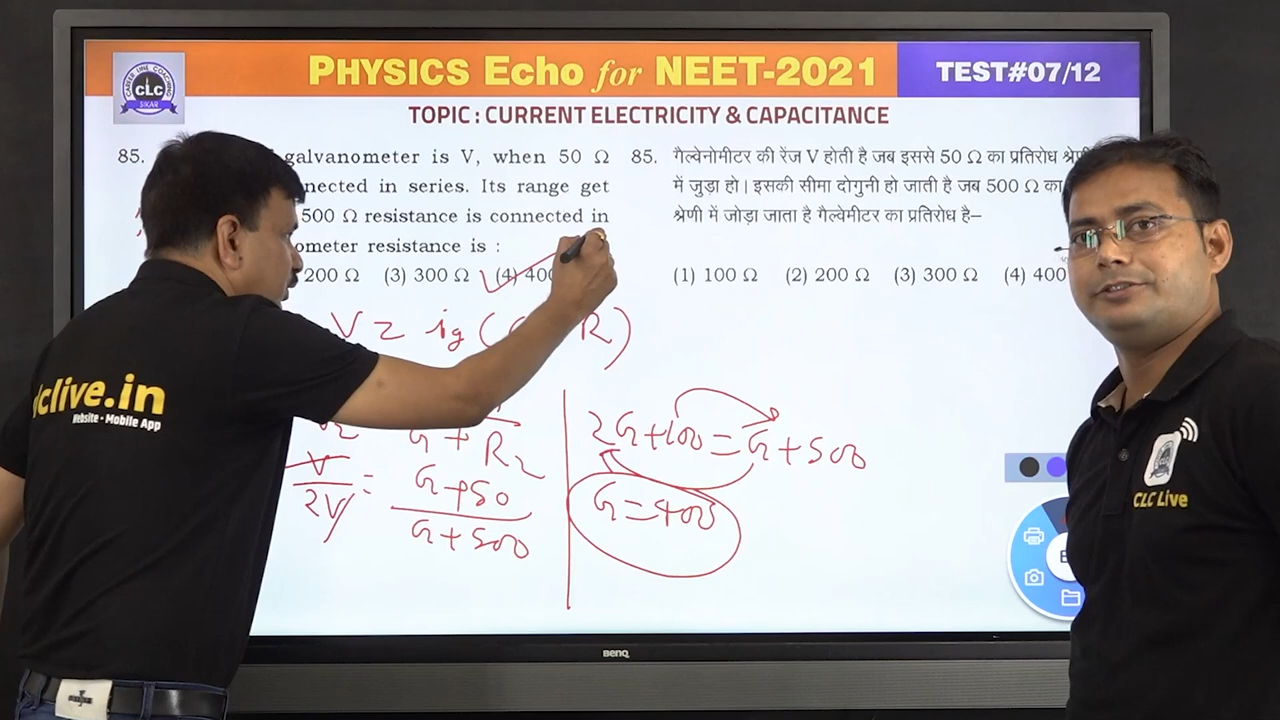 PHYSICS Echo for NEET-2021
TEST#07/12
CLC
SIKAR
TOPIC : CURRENT ELECTRICITY & CAPACITANCE
85. galvanometer is V, when 50 Ω
in series. Its range get
500 Ω resistance is connected in
resistance is :
200 Ω (3) 300 Ω (4) 400
85. गैल्वेनोमीटर की रेंज V होती है जब इससे 50 Ω का प्रतिरोध
में जुड़ा हो। इसकी सीमा दोगुनी हो जाती है जब 500 Ω का
श्रेणी में जोड़ा जाता है गैल्वेमीटर का प्रतिरोध है–
(1) 100 Ω (2) 200 Ω (3) 300 Ω (4) 400
V = ig ( R)
G + R2
V/2V = G+50/G+500
2G+100 = G+500
G=400
clive.in
Website • Mobile App
CLC Live
BenQ